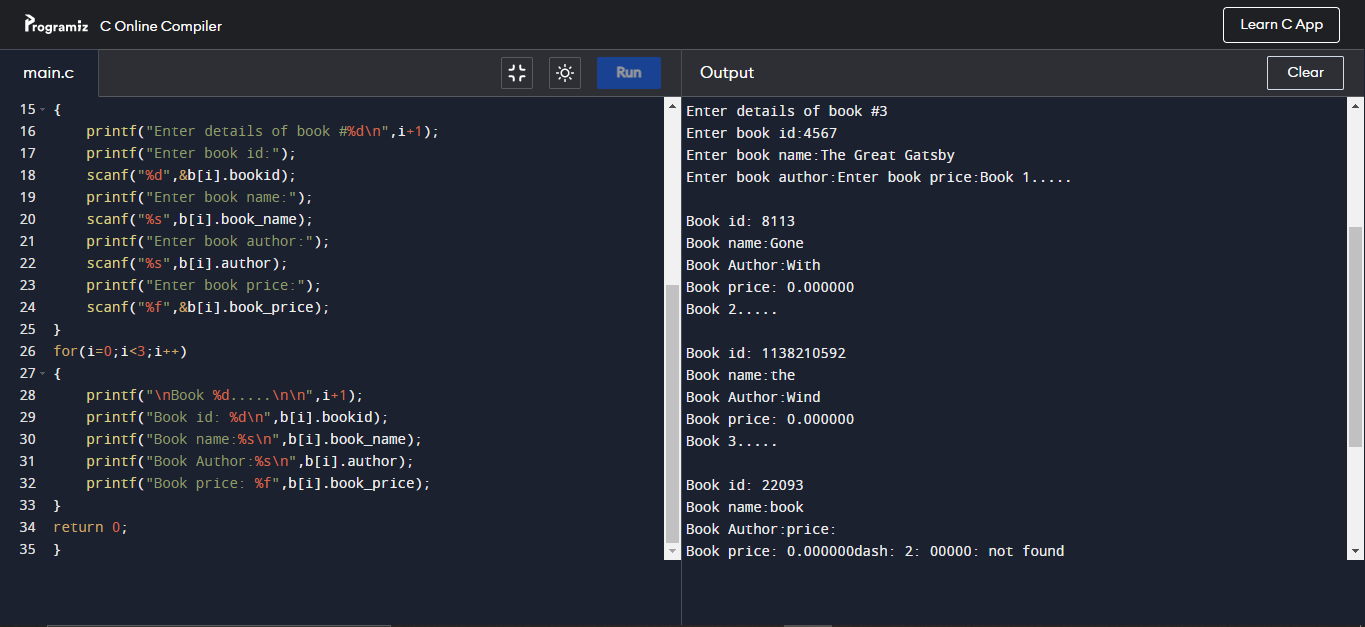 Programiz C Online Compiler
Learn C App
main.c
Run
Output
Clear
15 {
16 printf("Enter details of book #%d\n",i+1);
17 printf("Enter book id:");
18 scanf("%d",&b[i].bookid);
19 printf("Enter book name:");
20 scanf("%s",b[i].book_name);
21 printf("Enter book author:");
22 scanf("%s",b[i].author);
23 printf("Enter book price:");
24 scanf("%f",&b[i].book_price);
25 }
26 for(i=0;i<3;i++)
27 {
28 printf("\nBook %d.....\n\n",i+1);
29 printf("Book id: %d\n",b[i].bookid);
30 printf("Book name:%s\n",b[i].book_name);
31 printf("Book Author:%s\n",b[i].author);
32 printf("Book price: %f",b[i].book_price);
33 }
34 return 0;
35 }
Enter details of book #3
Enter book id:4567
Enter book name:The Great Gatsby
Enter book author:Enter book price:Book 1.....
Book id: 8113
Book name:Gone
Book Author:With
Book price: 0.000000
Book 2.....
Book id: 1138210592
Book name:the
Book Author:Wind
Book price: 0.000000
Book 3.....
Book id: 22093
Book name:book
Book Author:price:
Book price: 0.000000dash: 2: 00000: not found